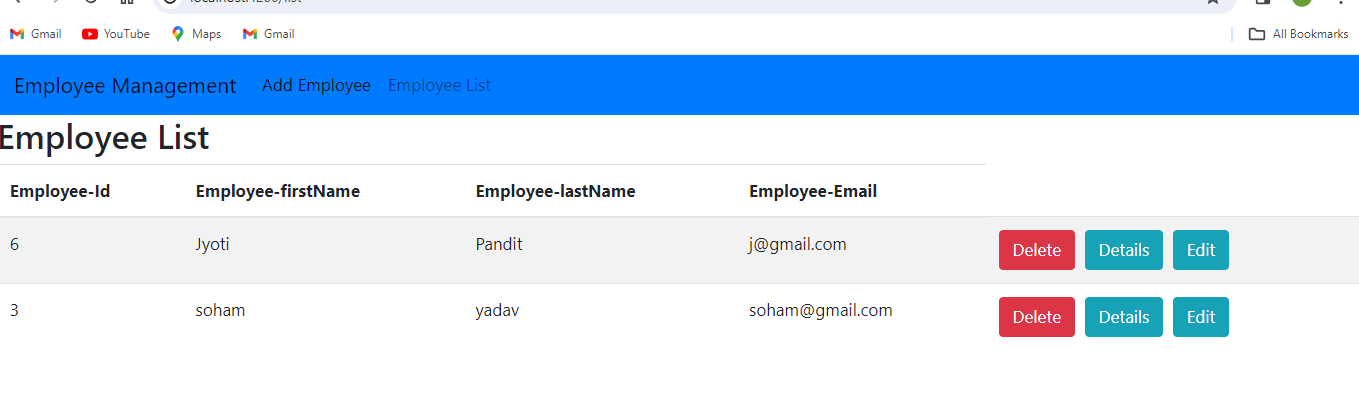 Gmail YouTube Maps Gmail All Bookmarks
Employee Management Add Employee Employee List
Employee List
Employee-Id Employee-firstName Employee-lastName Employee-Email
6 Jyoti Pandit j@gmail.com Delete Details Edit
3 soham yadav soham@gmail.com Delete Details Edit